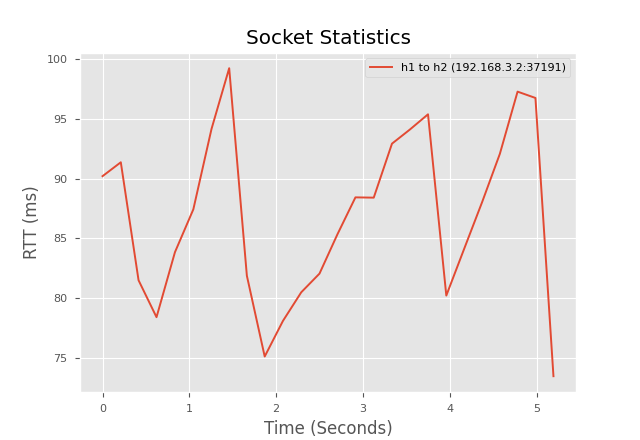 Socket Statistics
h1 to h2 (192.168.3.2:37191)
RTT (ms)
100
95
90
85
80
75
0 1 2 3 4 5
Time (Seconds)